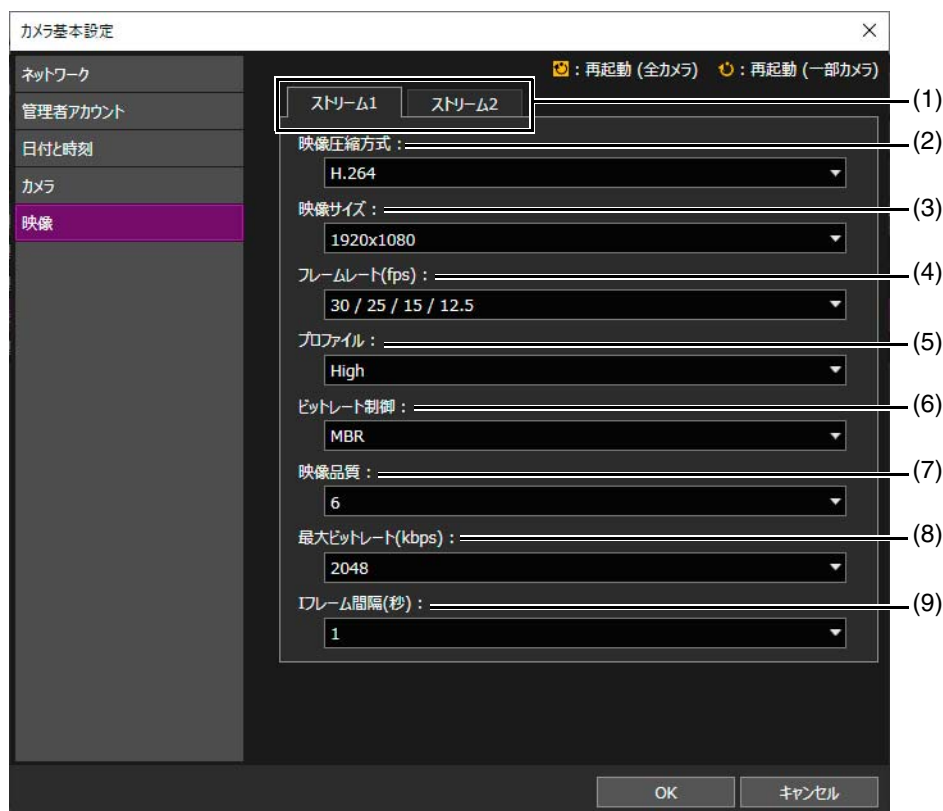 カメラ基本設定
ネットワーク
管理者アカウント
日付と時刻
カメラ
映像
：再起動 (全カメラ) ：再起動 (一部カメラ)
ストリーム1 ストリーム2 (1)
映像圧縮方式： (2)
H.264
映像サイズ： (3)
1920x1080
フレームレート(fps)： (4)
30 / 25 / 15 / 12.5
プロファイル： (5)
High
ビットレート制御： (6)
MBR
映像品質： (7)
6
最大ビットレート(kbps)： (8)
2048
Iフレーム間隔(秒)： (9)
1
OK キャンセル